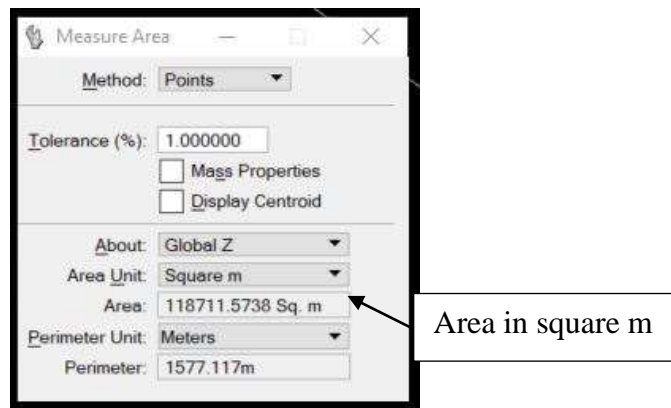 Measure Area
Method: Points
Tolerance (%): 1.000000
Mass Properties
Display Centroid
About: Global Z
Area Unit: Square m
Area: 118711.5738 Sq. m
Area in square m
Perimeter Unit: Meters
Perimeter: 1577.117m